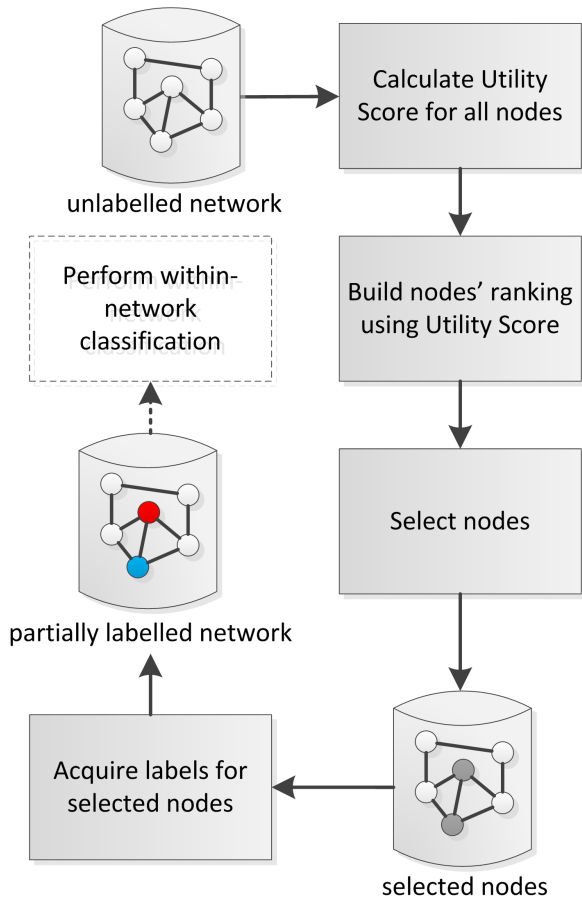 unlabelled network
Calculate Utility
Score for all nodes
Build nodes' ranking
using Utility Score
Select nodes
selected nodes
Acquire labels for
selected nodes
partially labelled network
Perform within-
network
classification